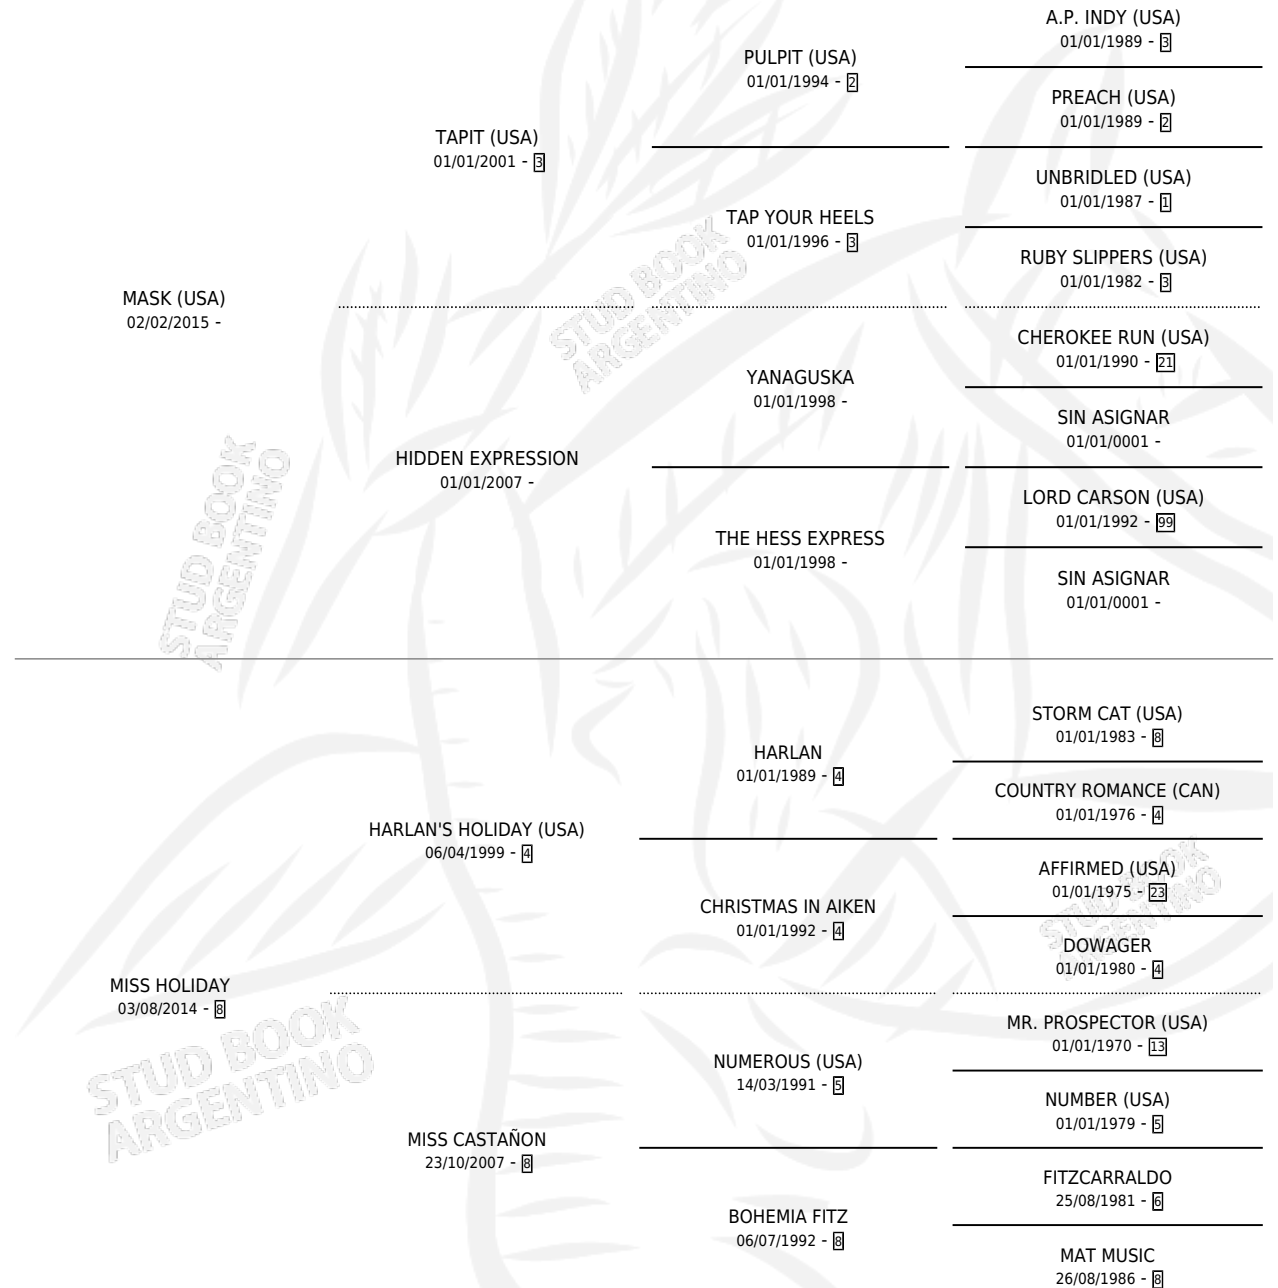 A.P. INDY (USA)
01/01/1989 - 3
PULPIT (USA)
01/01/1994 - 2
PREACH (USA)
01/01/1989 - 2
TAPIT (USA)
01/01/2001 - 3
UNBRIDLED (USA)
01/01/1987 - 1
TAP YOUR HEELS
01/01/1996 - 3
RUBY SLIPPERS (USA)
01/01/1982 - 3
MASK (USA)
02/02/2015 -
CHEROKEE RUN (USA)
01/01/1990 - 21
YANAGUSKA
01/01/1998 -
SIN ASIGNAR
01/01/0001 -
HIDDEN EXPRESSION
01/01/2007 -
LORD CARSON (USA)
01/01/1992 - 99
THE HESS EXPRESS
01/01/1998 -
SIN ASIGNAR
01/01/0001 -
STORM CAT (USA)
01/01/1983 - 8
HARLAN
01/01/1989 - 4
COUNTRY ROMANCE (CAN)
01/01/1976 - 4
HARLAN'S HOLIDAY (USA)
06/04/1999 - 4
AFFIRMED (USA)
01/01/1975 - 23
CHRISTMAS IN AIKEN
01/01/1992 - 4
DOWAGER
01/01/1980 - 4
MISS HOLIDAY
03/08/2014 - 8
MR. PROSPECTOR (USA)
01/01/1970 - 13
NUMEROUS (USA)
14/03/1991 - 5
NUMBER (USA)
01/01/1979 - 5
MISS CASTAÑON
23/10/2007 - 8
FITZCARRALDO
25/08/1981 - 6
BOHEMIA FITZ
06/07/1992 - 8
MAT MUSIC
26/08/1986 - 8
STUD BOOK
ARGENTINO
STUD BOOK
ARGENTINO
STUD BOOK
ARGENTINO
STUD BOOK
ARGENTINO